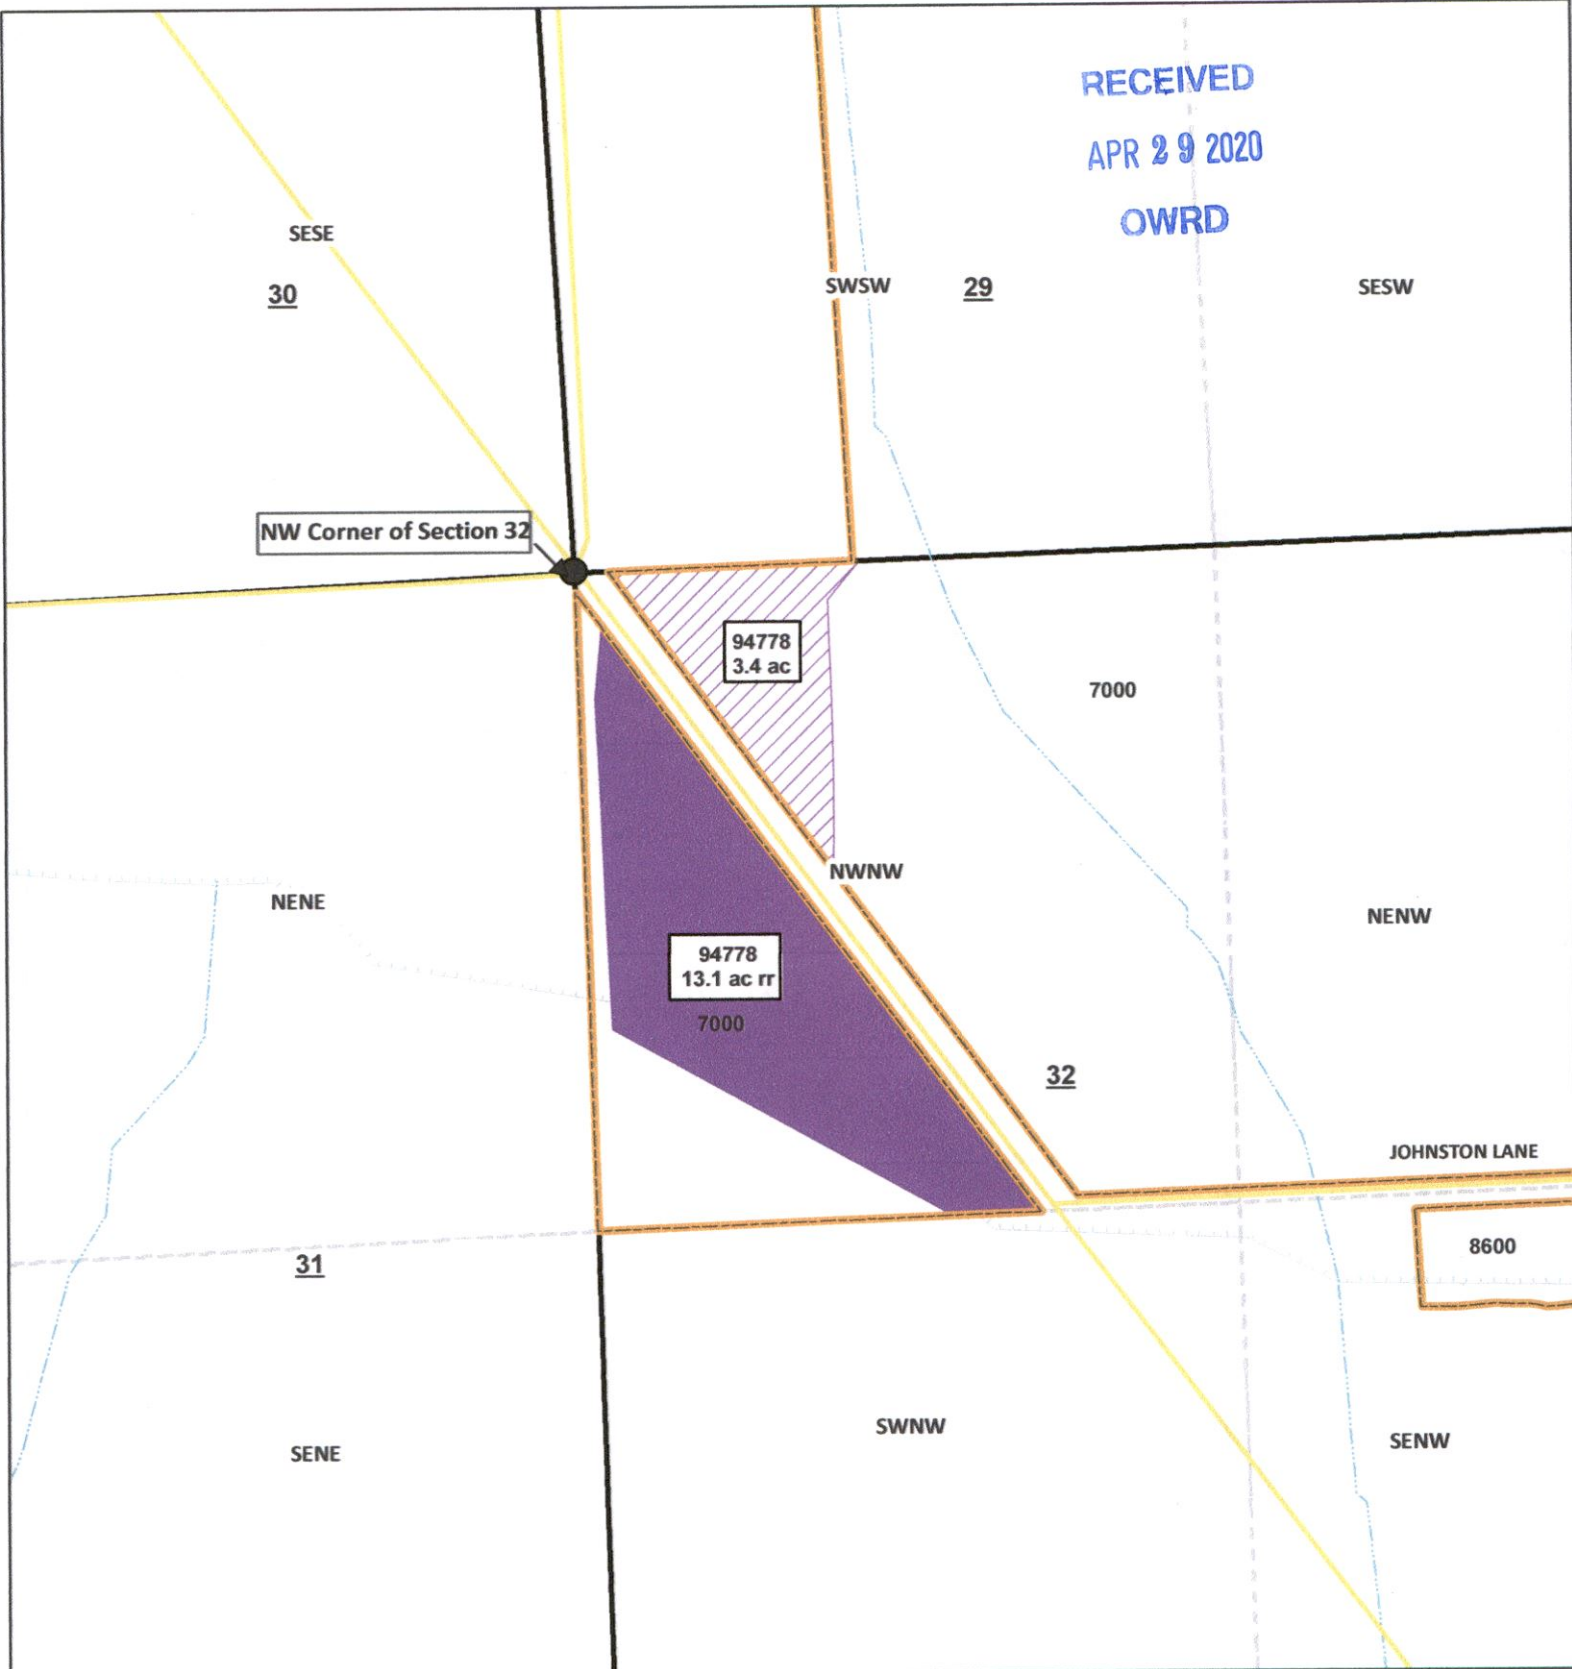 RECEIVED
APR 29 2020
OWRD
SESE
30
SWSW
29
SESW
NW Corner of Section 32
94778
3.4 ac
7000
NWNW
NENE
NENW
94778
13.1 ac rr
7000
32
JOHNSTON LANE
8600
31
SWNW
SENW
SENE